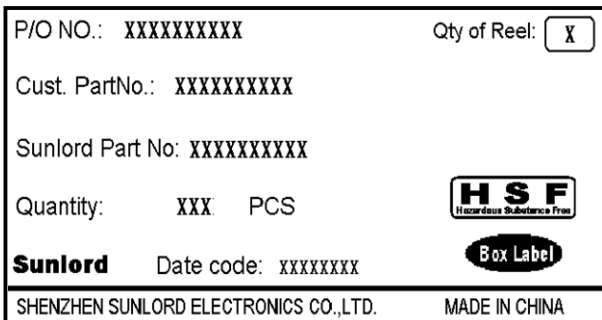 P/O NO.: XXXXXXXXXX Qty of Reel: X
Cust. PartNo.: XXXXXXXXXX
Sunlord Part No: XXXXXXXXXX
Quantity: XXX PCS
H S F
Hazardous Substance Free
Box Label
Sunlord Date code: XXXXXXXX
SHENZHEN SUNLORD ELECTRONICS CO.,LTD. MADE IN CHINA